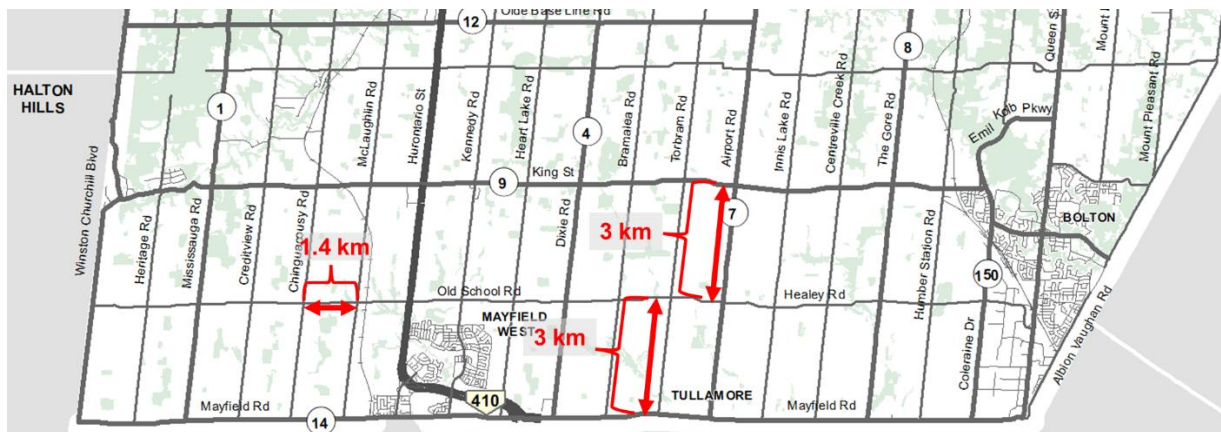 12
Olde Base Line Rd
8
Queen S
Mount
HALTON
HILLS
1
McLaughlin Rd
Hurontario St
Kennedy Rd
Heart Lake Rd
4
Bramalea Rd
Torbram Rd
Airport Rd
Innis Lake Rd
Centreville Creek Rd
The Gore Rd
Emil Kolb Pkwy
Mount Pleasant Rd
Winston Churchill Blvd
9
King St
Heritage Rd
Mississauga Rd
Creditview Rd
Chinguacousy Rd
1.4 km
Dixie Rd
3 km
7
Humber Station Rd
BOLTON
150
Old School Rd
Healey Rd
MAYFIELD
WEST
3 km
Coleraine Dr
Albion Vaughan Rd
410
TULLAMORE
Mayfield Rd
Mayfield Rd
14